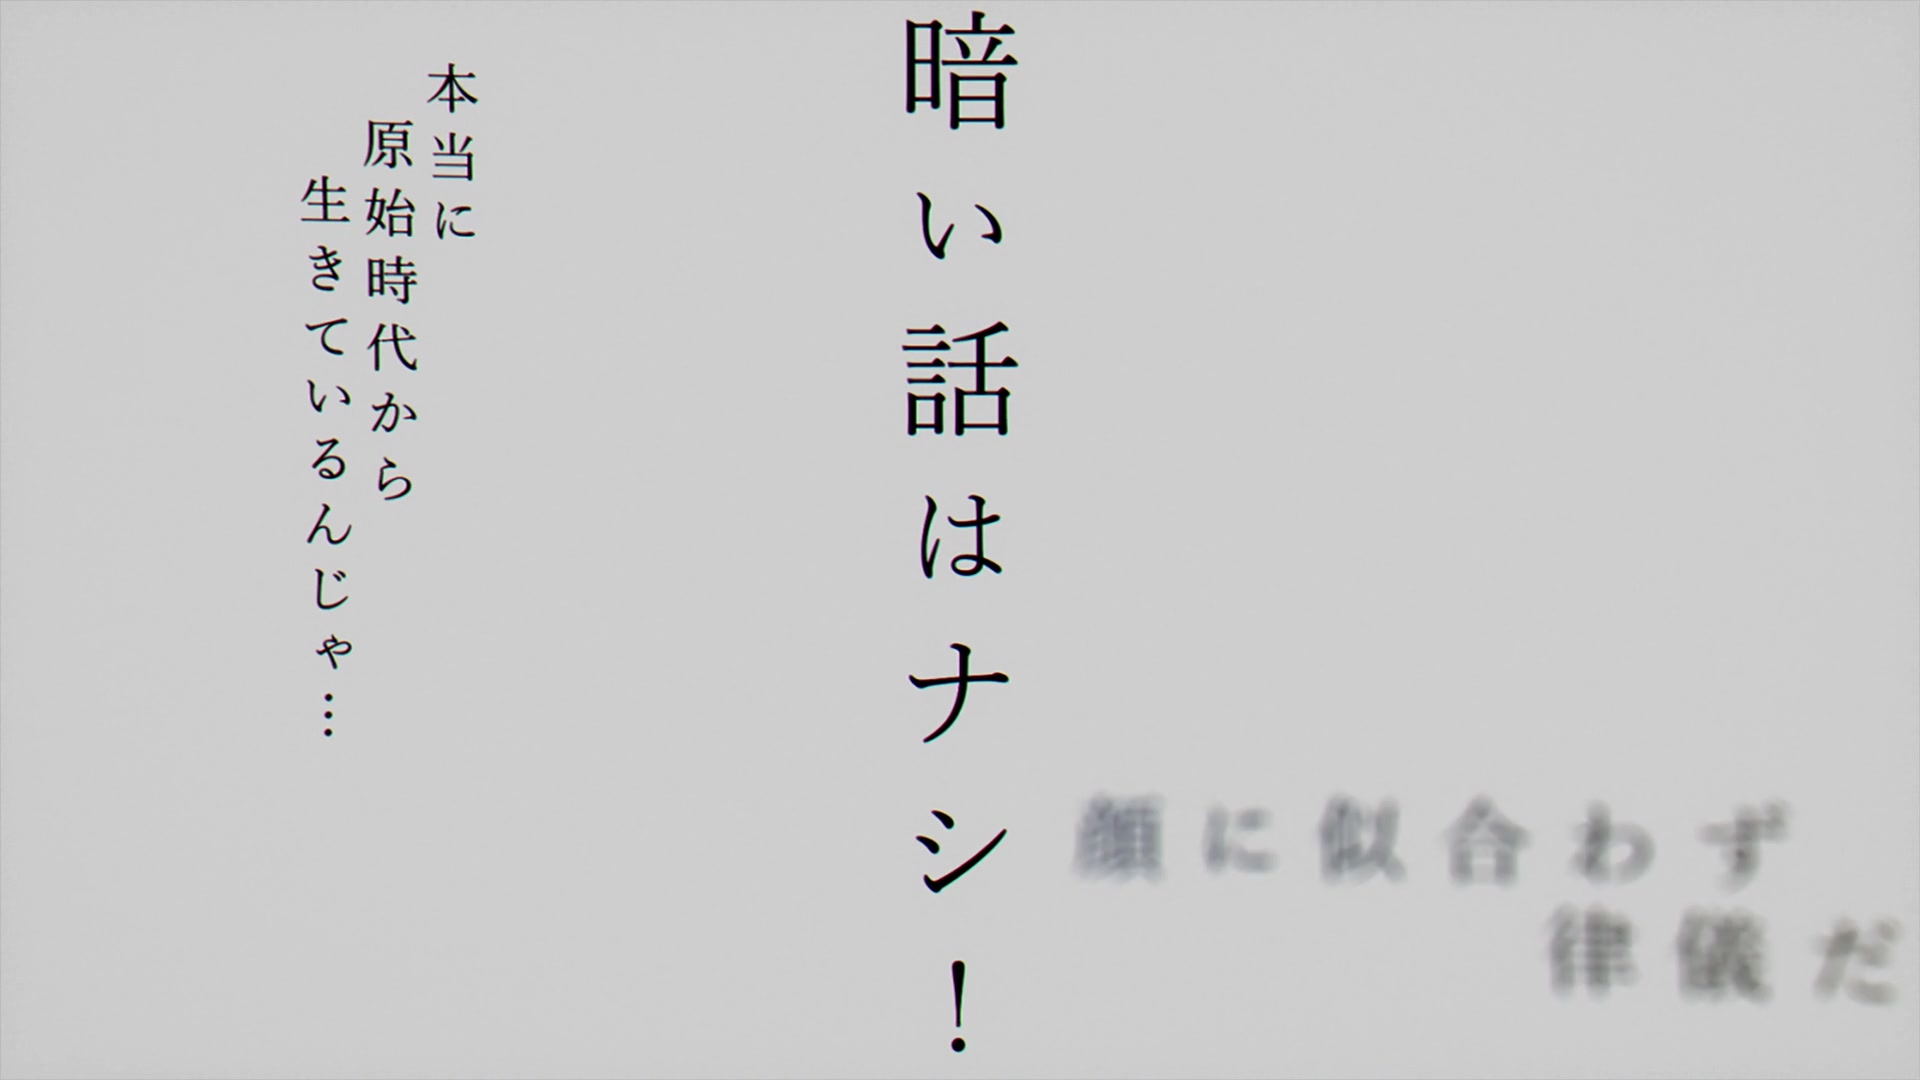 暗い話はナシ！
本当に
原始時代から
生きているんじゃ…
顔に似合わず
律儀だ